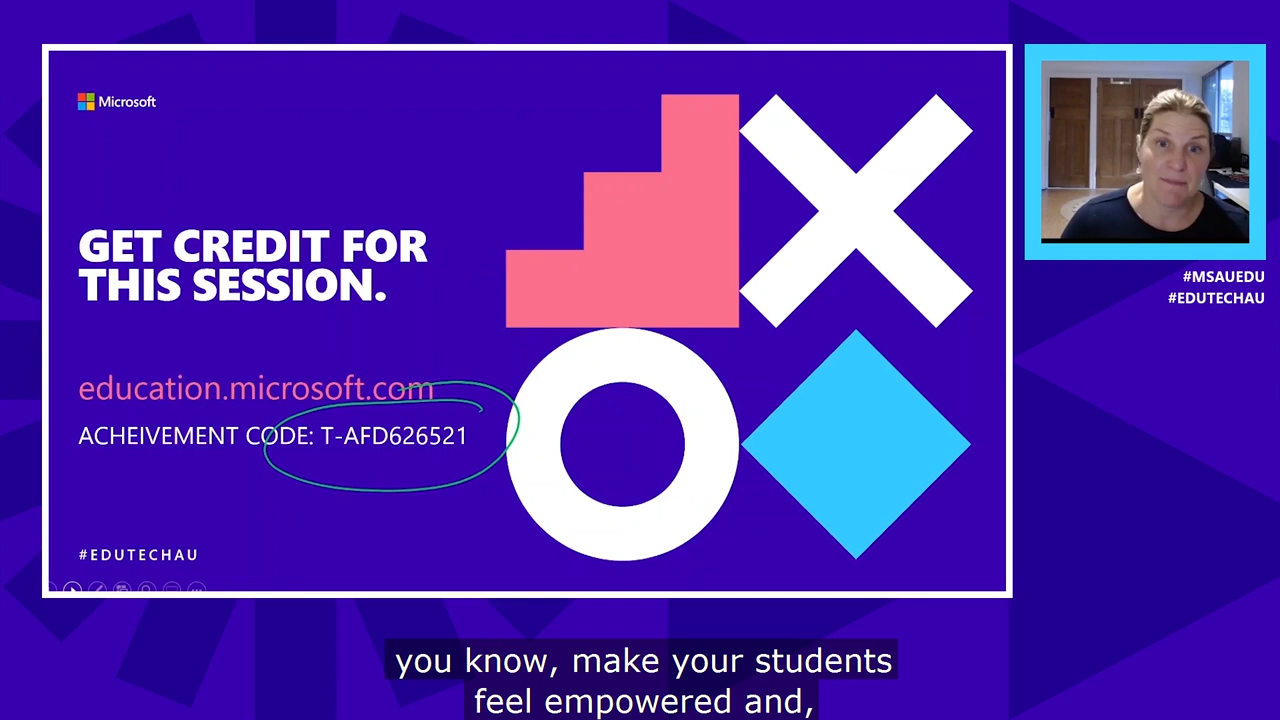 Microsoft
GET CREDIT FOR
THIS SESSION.
education.microsoft.com
ACHEIVEMENT CODE: T-AFD626521
#EDUTECHAU
#MSAUEDU
#EDUTECHAU
you know, make your students
feel empowered and,